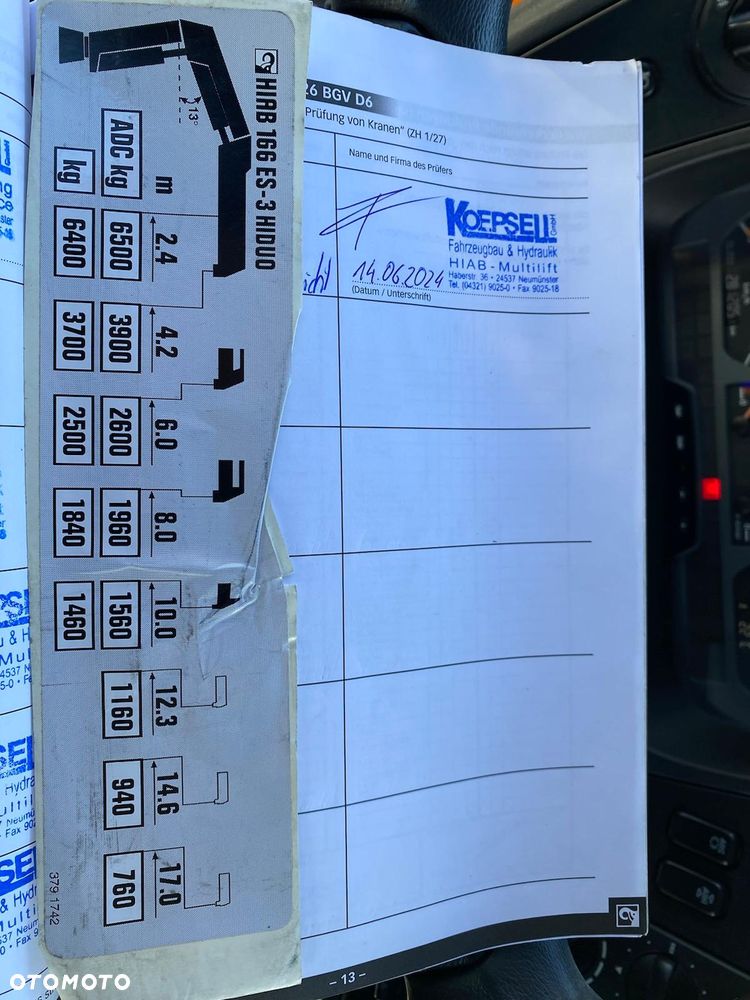 HIAB 166 ES-3 HIDUO
13°
m 2.4 4.2 6.0 8.0 10.0 12.3 14.6 17.0
ADC kg 6500 3900 2600 1960 1560 1160 940 760
kg 6400 3700 2500 1840 1460
379 1742
26 BGV D6
Prüfung von Kranen" (ZH 1/27)
Name und Firma des Prüfers
KOEPSELL GmbH
Fahrzeugbau & Hydraulik
HIAB - Multilift
Haberstr. 36 • 24537 Neumünster
Tel. (04321) 9025-0 • Fax 9025-18
14.06.2024
(Datum / Unterschrift)
- 13 -
OTOMOTO